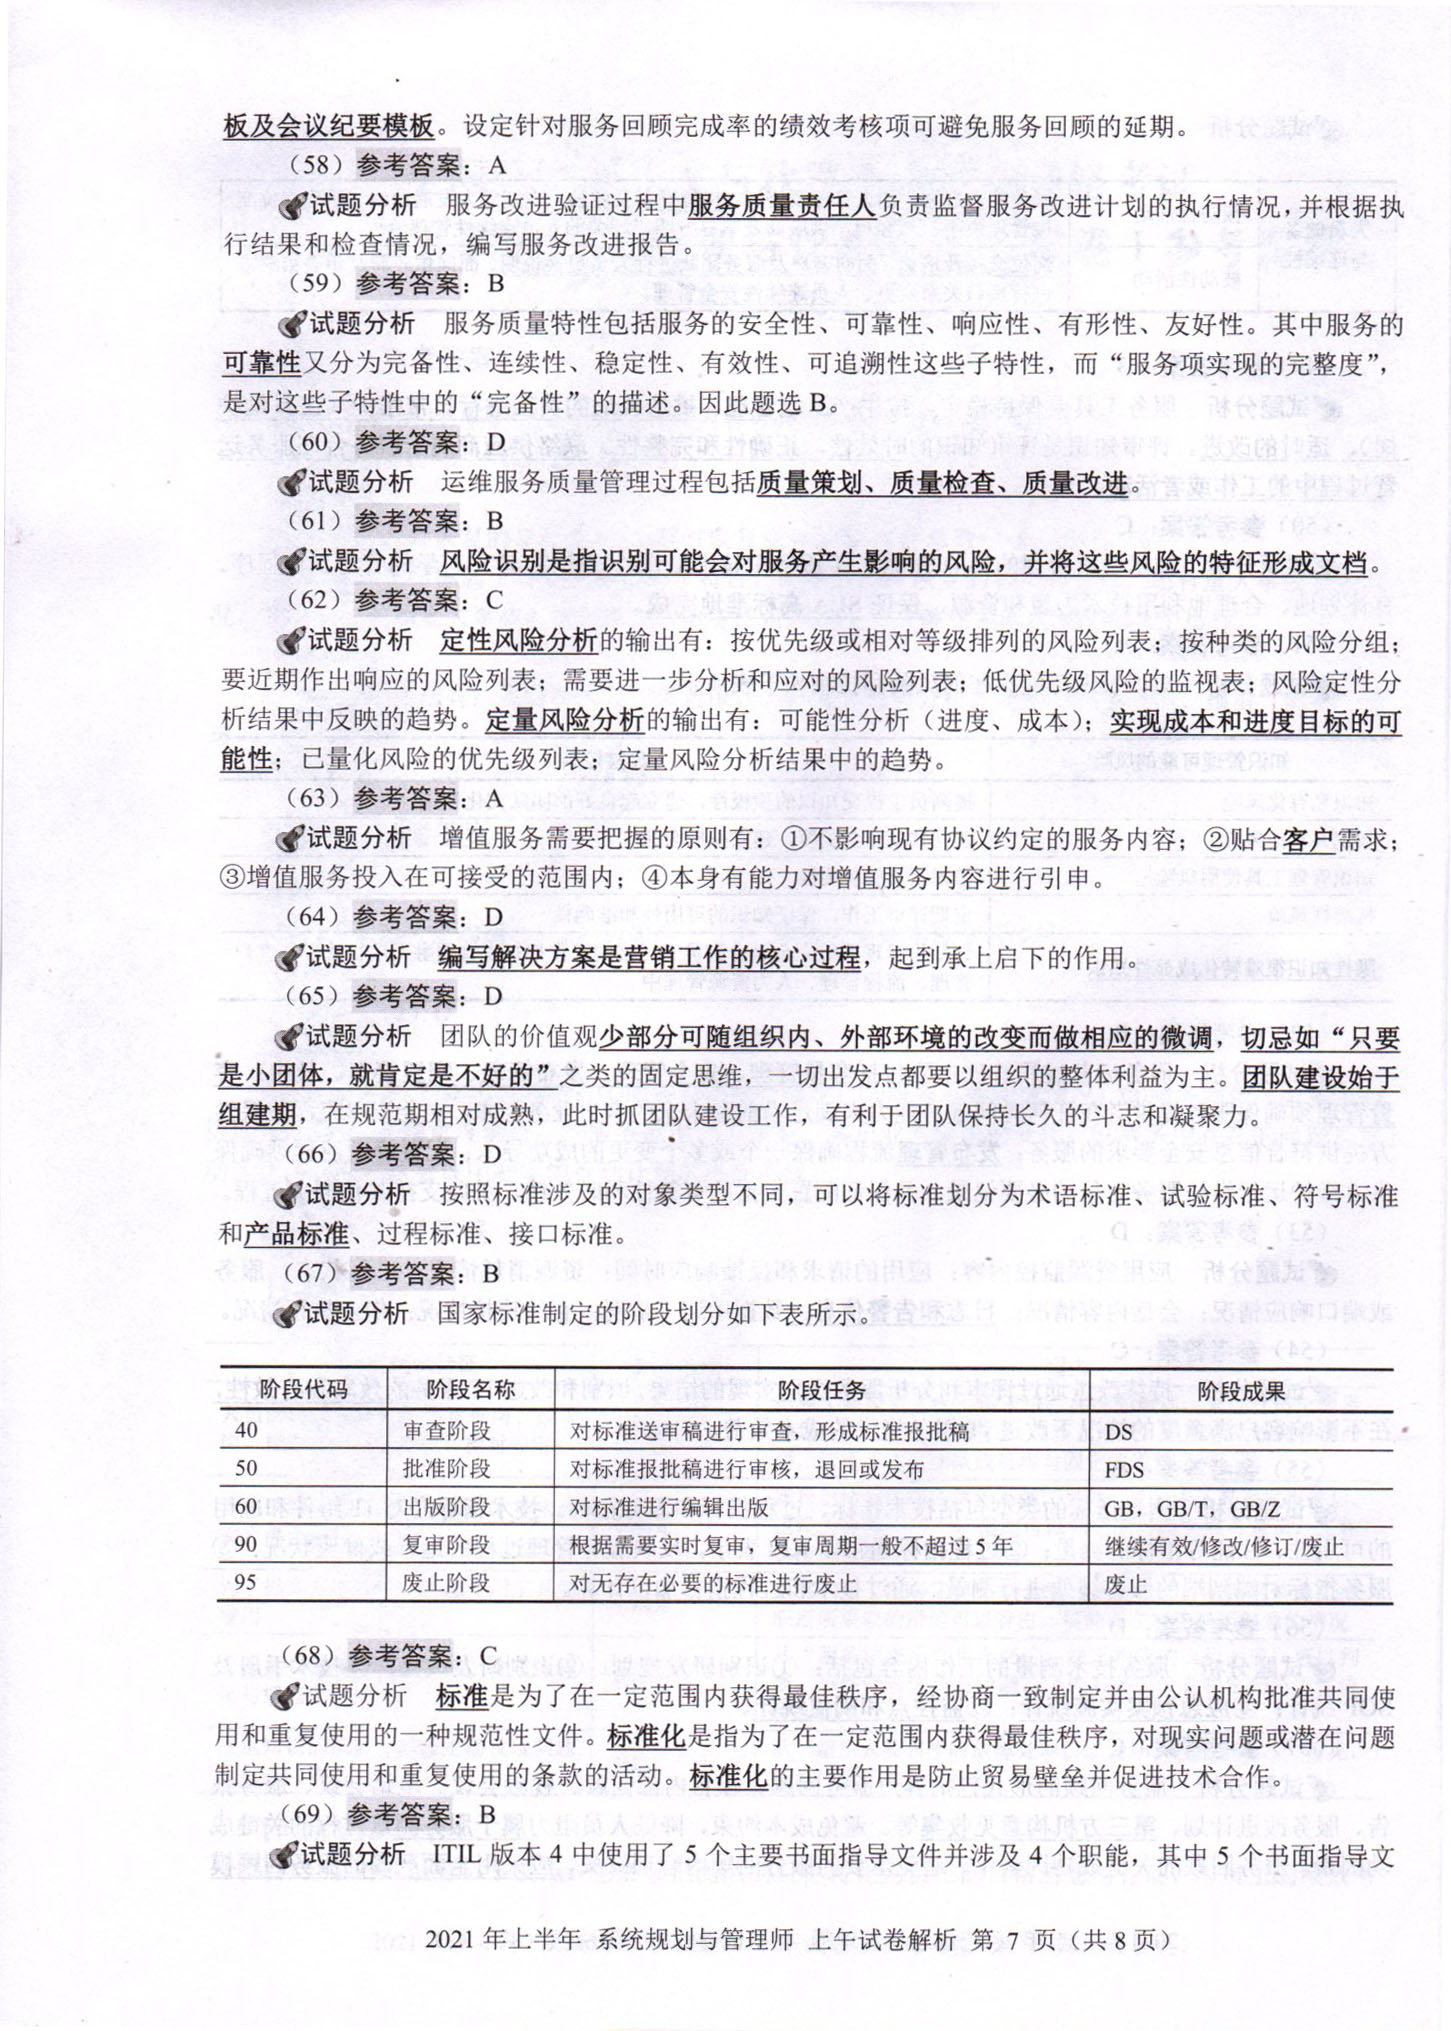 板及会议纪要模板。设定针对服务回顾完成率的绩效考核项可避免服务回顾的延期。
（58）参考答案：A
试题分析 服务改进验证过程中服务质量责任人负责监督服务改进计划的执行情况，并根据执
行结果和检查情况，编写服务改进报告。
（59）参考答案：B
试题分析 服务质量特性包括服务的安全性、可靠性、响应性、有形性、友好性。其中服务的
可靠性又分为完备性、连续性、稳定性、有效性、可追溯性这些子特性，而“服务项实现的完整度”，
是对这些子特性中的“完备性”的描述。因此题选 B。
（60）参考答案：D
试题分析 运维服务质量管理过程包括质量策划、质量检查、质量改进。
（61）参考答案：B
试题分析 风险识别是指识别可能会对服务产生影响的风险，并将这些风险的特征形成文档。
（62）参考答案：C
试题分析 定性风险分析的输出有：按优先级或相对等级排列的风险列表；按种类的风险分组；
要近期作出响应的风险列表；需要进一步分析和应对的风险列表；低优先级风险的监视表；风险定性分
析结果中反映的趋势。定量风险分析的输出有：可能性分析（进度、成本）；实现成本和进度目标的可
能性；已量化风险的优先级列表；定量风险分析结果中的趋势。
（63）参考答案：A
试题分析 增值服务需要把握的原则有：①不影响现有协议约定的服务内容；②贴合客户需求；
③增值服务投入在可接受的范围内；④本身有能力对增值服务内容进行引申。
（64）参考答案：D
试题分析 编写解决方案是营销工作的核心过程，起到承上启下的作用。
（65）参考答案：D
试题分析 团队的价值观少部分可随组织内、外部环境的改变而做相应的微调，切忌如“只要
是小团体，就肯定是不好的”之类的固定思维，一切出发点都要以组织的整体利益为主。团队建设始于
组建期，在规范期相对成熟，此时抓团队建设工作，有利于团队保持长久的斗志和凝聚力。
（66）参考答案：D
试题分析 按照标准涉及的对象类型不同，可以将标准划分为术语标准、试验标准、符号标准
和产品标准、过程标准、接口标准。
（67）参考答案：B
试题分析 国家标准制定的阶段划分如下表所示。
阶段代码 阶段名称 阶段任务 阶段成果
40 审查阶段 对标准送审稿进行审查，形成标准报批稿 DS
50 批准阶段 对标准报批稿进行审核，退回或发布 FDS
60 出版阶段 对标准进行编辑出版 GB，GB/T，GB/Z
90 复审阶段 根据需要实时复审，复审周期一般不超过 5 年 继续有效/修改/修订/废止
95 废止阶段 对无存在必要的标准进行废止 废止
（68）参考答案：C
试题分析 标准是为了在一定范围内获得最佳秩序，经协商一致制定并由公认机构批准共同使
用和重复使用的一种规范性文件。标准化是指为了在一定范围内获得最佳秩序，对现实问题或潜在问题
制定共同使用和重复使用的条款的活动。标准化的主要作用是防止贸易壁垒并促进技术合作。
（69）参考答案：B
试题分析 ITIL 版本 4 中使用了 5 个主要书面指导文件并涉及 4 个职能，其中 5 个书面指导文
2021 年上半年 系统规划与管理师 上午试卷解析 第 7 页（共 8 页）